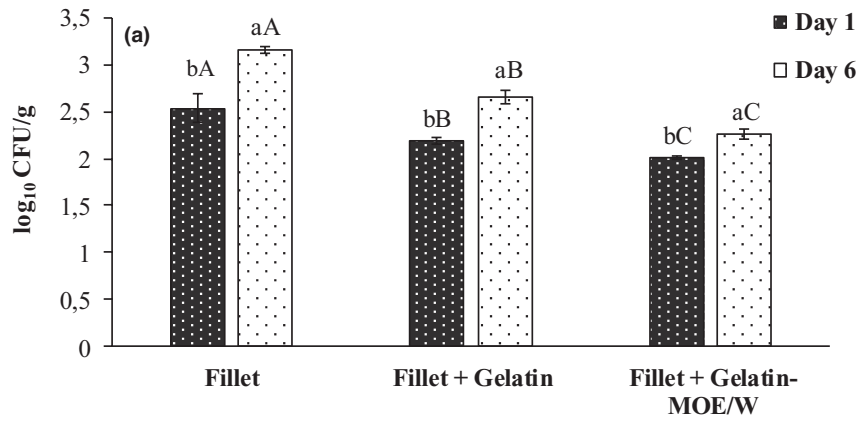 3,5
(a)
aA
Day 1
3
bA
aB
Day 6
2,5
bB
aC
bC
2
1,5
1
0,5
0
log₁₀ CFU/g
Fillet
Fillet + Gelatin
Fillet + Gelatin-
MOE/W